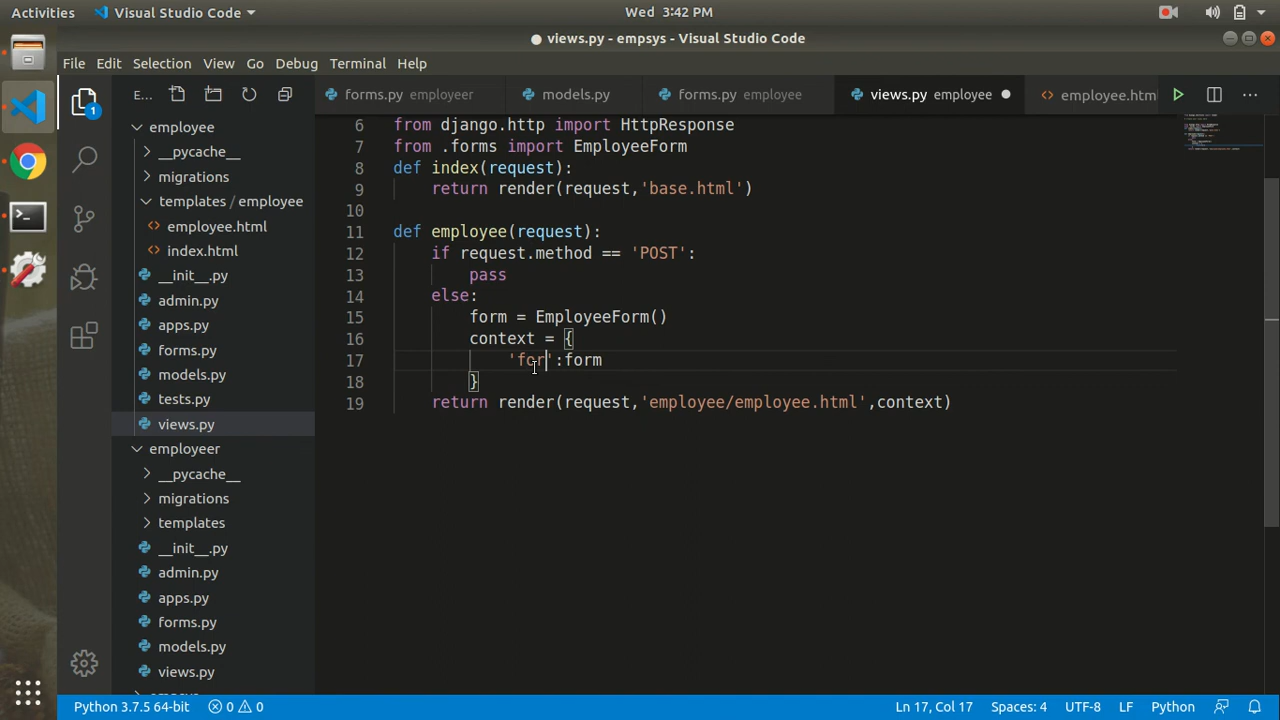 Activities Visual Studio Code Wed 3:42 PM
views.py - empsys - Visual Studio Code
File Edit Selection View Go Debug Terminal Help
1 E... forms.py employeer models.py forms.py employee views.py employee employee.htm
employee
__pycache__
migrations
templates / employee
employee.html
index.html
__init__.py
admin.py
apps.py
forms.py
models.py
tests.py
views.py
employeer
__pycache__
migrations
templates
__init__.py
admin.py
apps.py
forms.py
models.py
views.py
6 from django.http import HttpResponse
7 from .forms import EmployeeForm
8 def index(request):
9 return render(request,'base.html')
10
11 def employee(request):
12 if request.method == 'POST':
13 pass
14 else:
15 form = EmployeeForm()
16 context = {
17 'for':form
18 }
19 return render(request,'employee/employee.html',context)
Python 3.7.5 64-bit 0 0 Ln 17, Col 17 Spaces: 4 UTF-8 LF Python